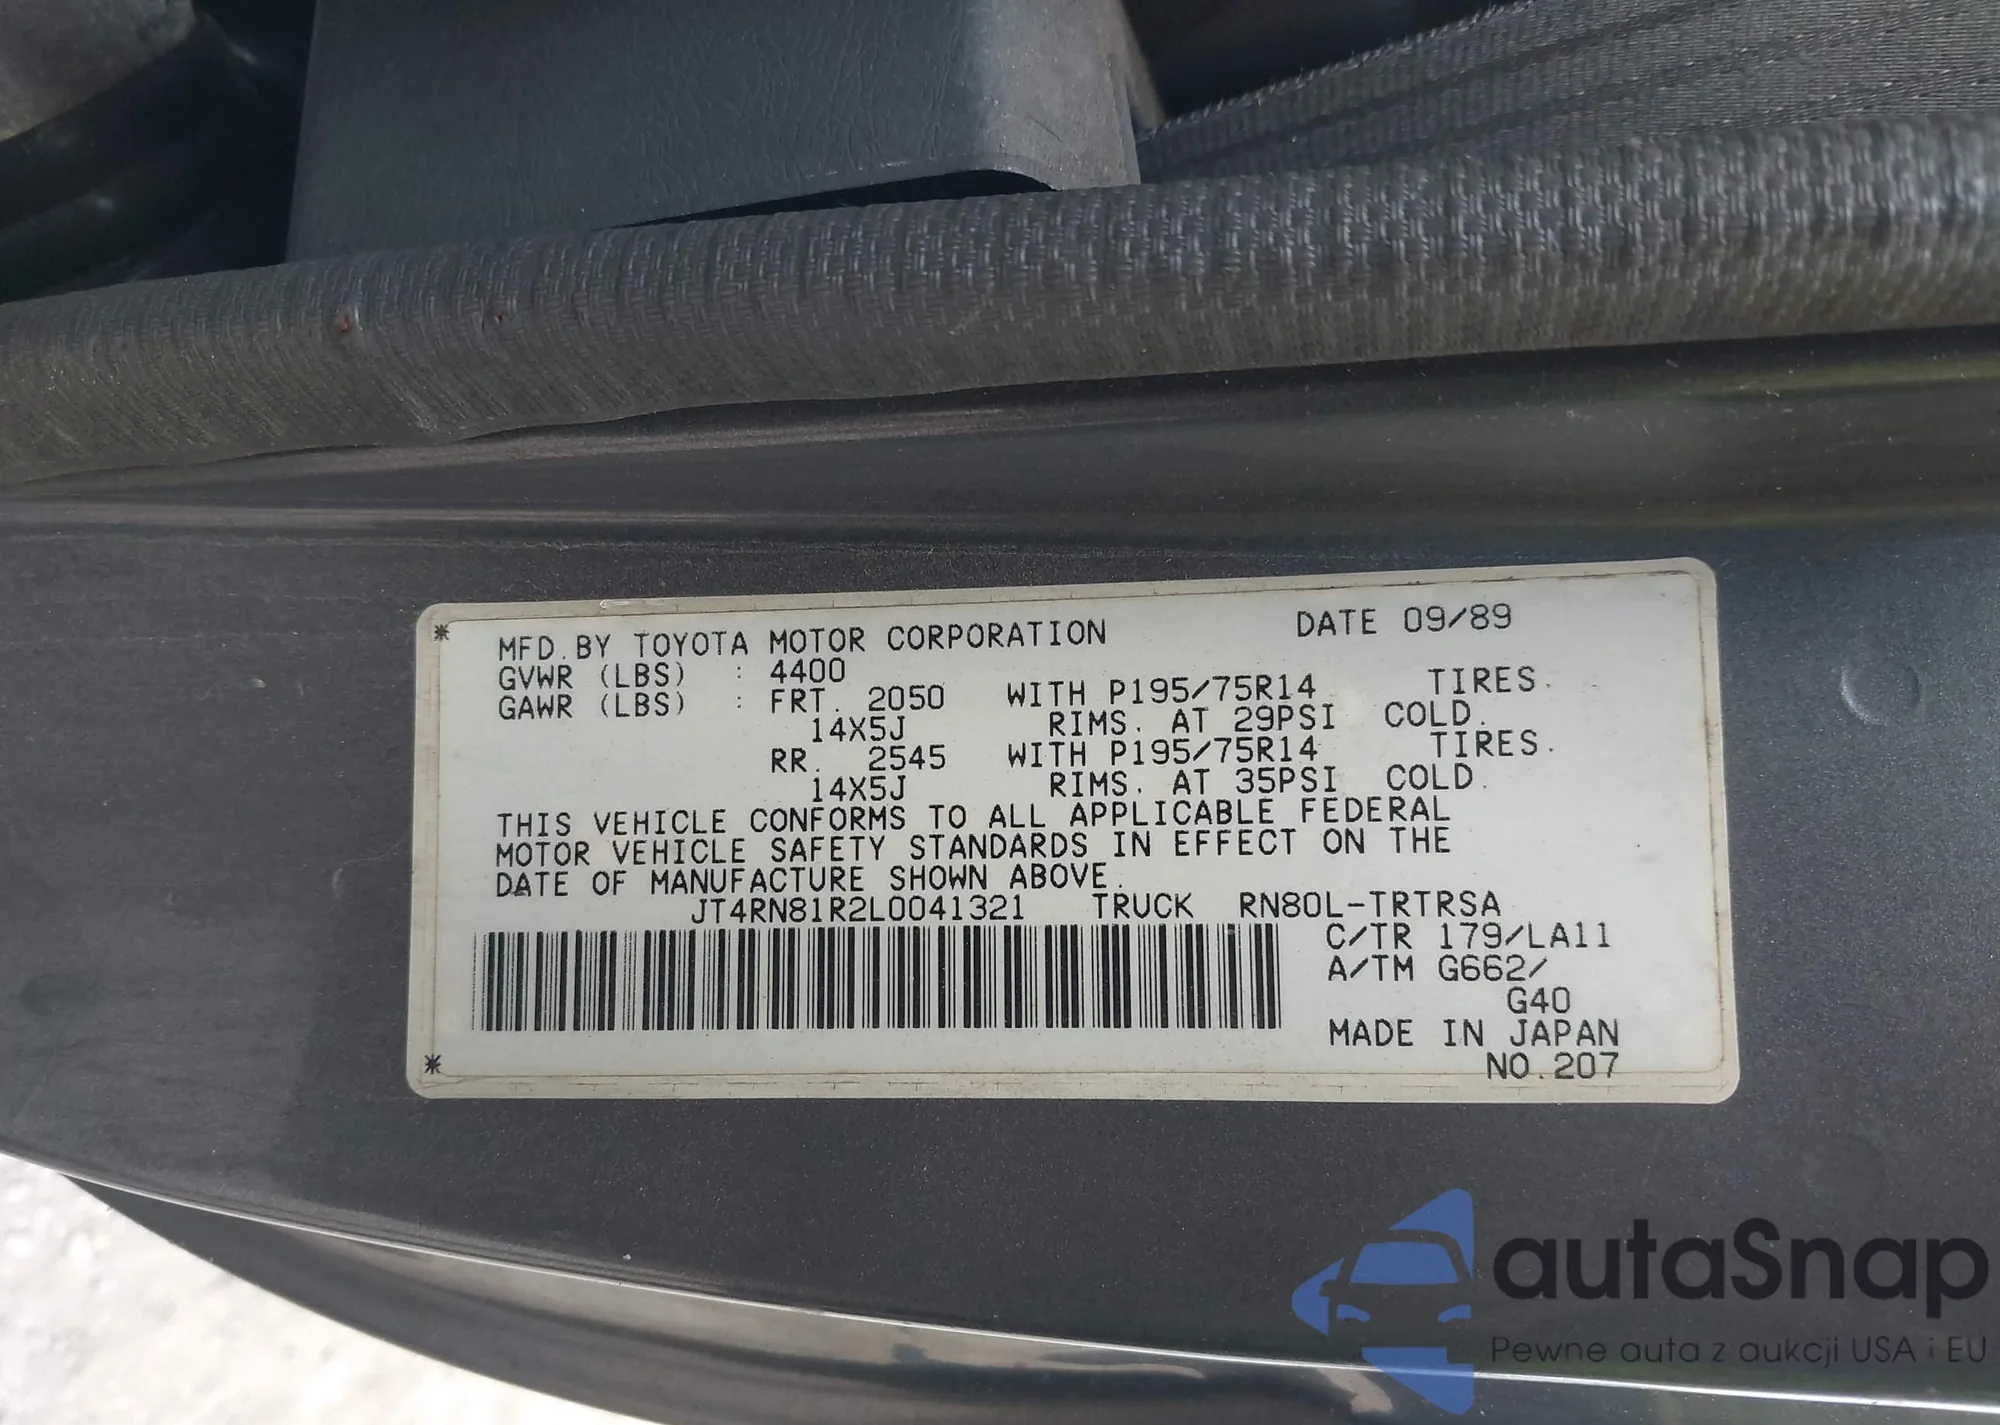 MFD. BY TOYOTA MOTOR CORPORATION DATE 09/89
GVWR (LBS) : 4400
GAWR (LBS) : FRT. 2050 WITH P195/75R14 TIRES.
14X5J RIMS. AT 29PSI COLD.
RR. 2545 WITH P195/75R14 TIRES.
14X5J RIMS. AT 35PSI COLD.
THIS VEHICLE CONFORMS TO ALL APPLICABLE FEDERAL
MOTOR VEHICLE SAFETY STANDARDS IN EFFECT ON THE
DATE OF MANUFACTURE SHOWN ABOVE.
JT4RN81R2L0041321 TRUCK RN80L-TRTRSA
C/TR 179/LA11
A/TM G662/
G40
MADE IN JAPAN
NO.207
autaSnap
Pewne auta z aukcji USA i EU